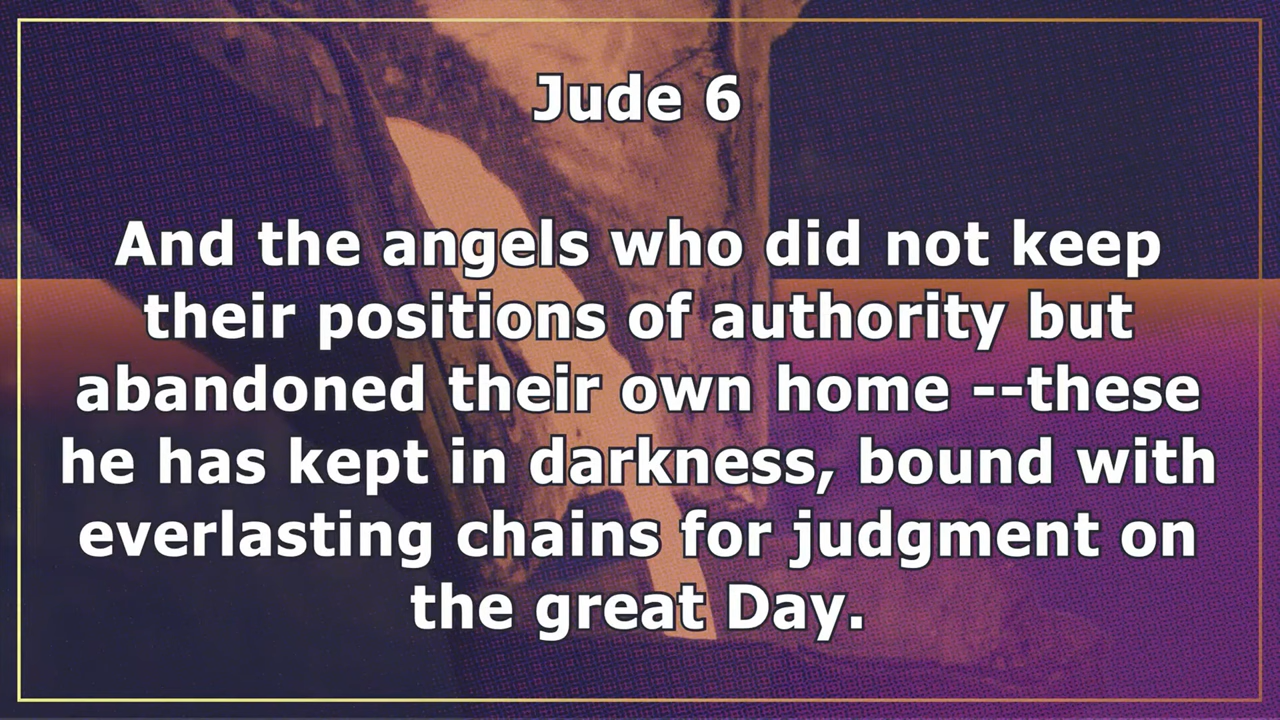 Jude 6
And the angels who did not keep
their positions of authority but
abandoned their own home --these
he has kept in darkness, bound with
everlasting chains for judgment on
the great Day.